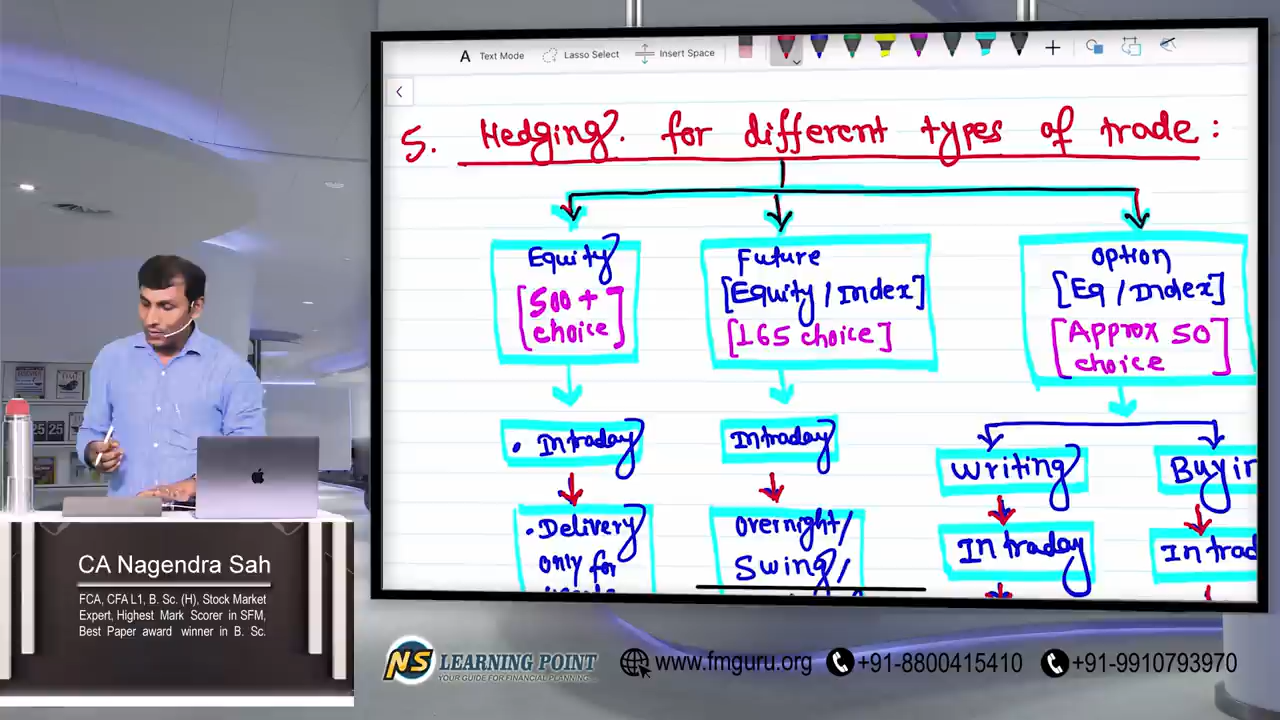 A Text Mode
Lasso Select
Insert Space
5. Hedging for different types of trade :
Equity
[500 + choice]
Future
[Equity / Index]
[165 choice]
option
[Eq / Index]
[Approx 50 choice]
• Intraday
Intraday
Writing
Buyin
• Delivery
only for
overnight/
Swing/
Intraday
Intrad
25 25
CA Nagendra Sah
FCA, CFA L1, B. Sc. (H), Stock Market
Expert, Highest Mark Scorer in SFM,
Best Paper award winner in B. Sc.
NS LEARNING POINT
YOUR GUIDE FOR FINANCIAL PLANNING.
www.fmguru.org
+91-8800415410
+91-9910793970